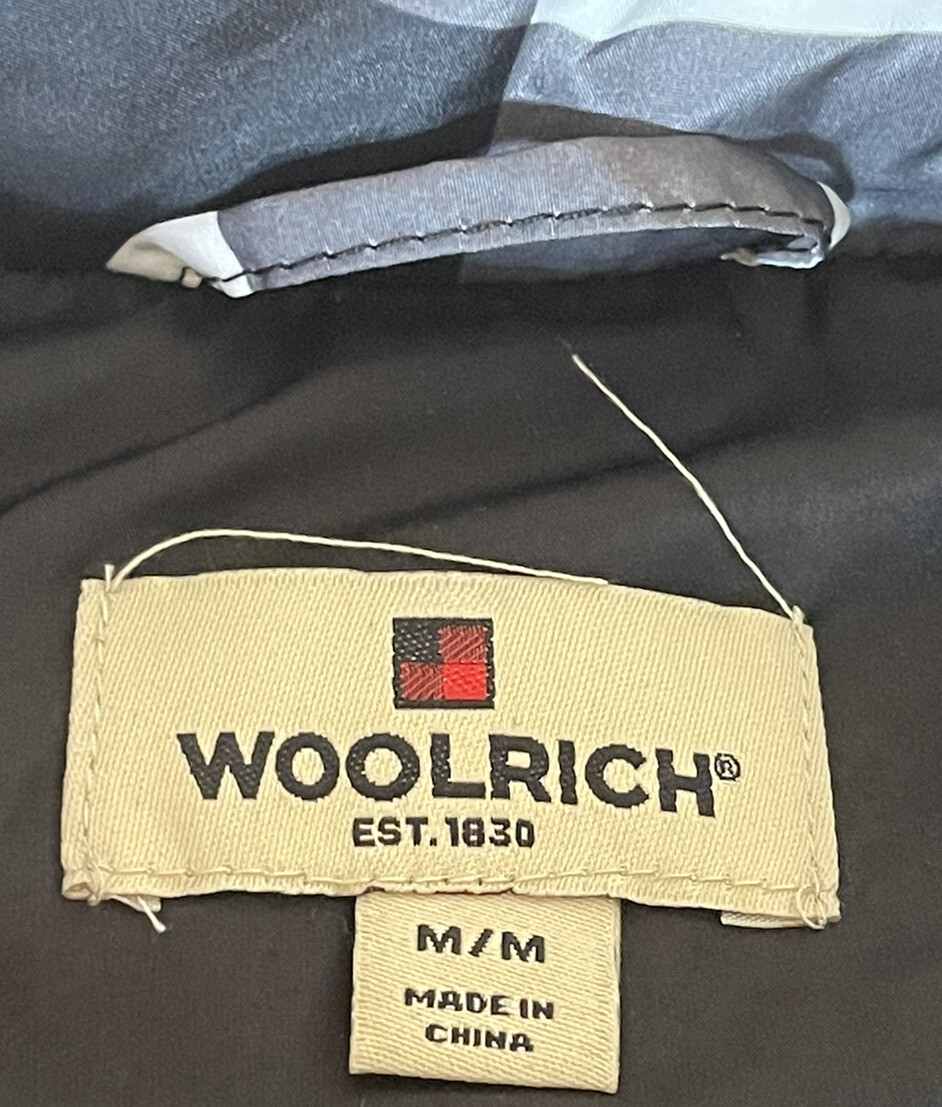 WOOLRICH®
EST.1830
M/M
MADE IN
CHINA